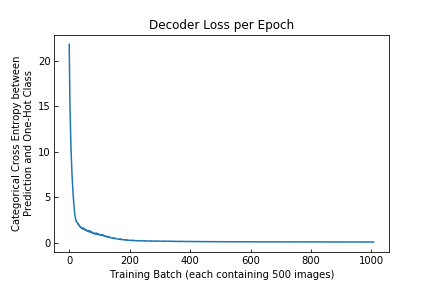 Decoder Loss per Epoch
Categorical Cross Entropy between
Prediction and One-Hot Class
20
15
10
5
0
0 200 400 600 800 1000
Training Batch (each containing 500 images)